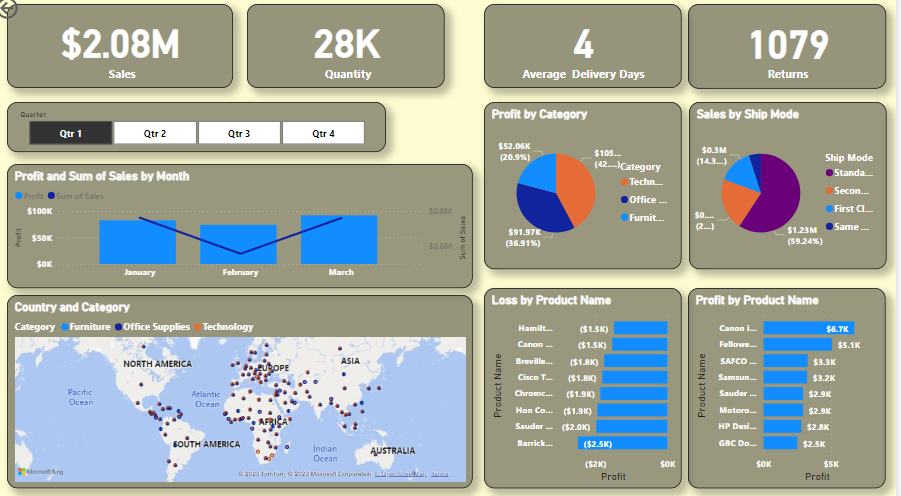 $2.08M
Sales
28K
Quantity
4
Average Delivery Days
1079
Returns
Quarter
Qtr 1
Qtr 2
Qtr 3
Qtr 4
Profit and Sum of Sales by Month
Profit
Sum of Sales
$100K
$50K
$0K
Profit
$0.8M
$0.6M
Sum of Sales
January
February
March
Country and Category
Category
Furniture
Office Supplies
Technology
NORTH AMERICA
EUROPE
ASIA
Pacific
Ocean
Atlantic
Ocean
AFRICA
SOUTH AMERICA
Indian
Ocean
AUSTRALIA
Microsoft Bing
© 2023 TomTom, © 2023 Microsoft Corporation, © OpenStreetMap Terms
Profit by Category
$52.06K
(20.9%)
$105...
(42....)
$91.97K
(36.91%)
Category
Techn...
Office ...
Furnit...
Sales by Ship Mode
$0.3M
(14.3...)
$0....
(2...)
$1.23M
(59.24%)
Ship Mode
Standa...
Secon...
First Cl...
Same ...
Loss by Product Name
Product Name
Hamilt...
($1.5K)
Canon ...
($1.5K)
Breville...
($1.8K)
Cisco T...
($1.8K)
Chromc...
($1.9K)
Hon Co...
($1.9K)
Sauder ...
($2.0K)
Barrick...
($2.5K)
($2K)
$0K
Profit
Profit by Product Name
Product Name
Canon i...
$6.7K
Fellowe...
$5.1K
SAFCO ...
$3.3K
Samsun...
$3.2K
Sauder ...
$2.9K
Motoro...
$2.9K
HP Desi...
$2.8K
GBC Do...
$2.5K
$0K
$5K
Profit